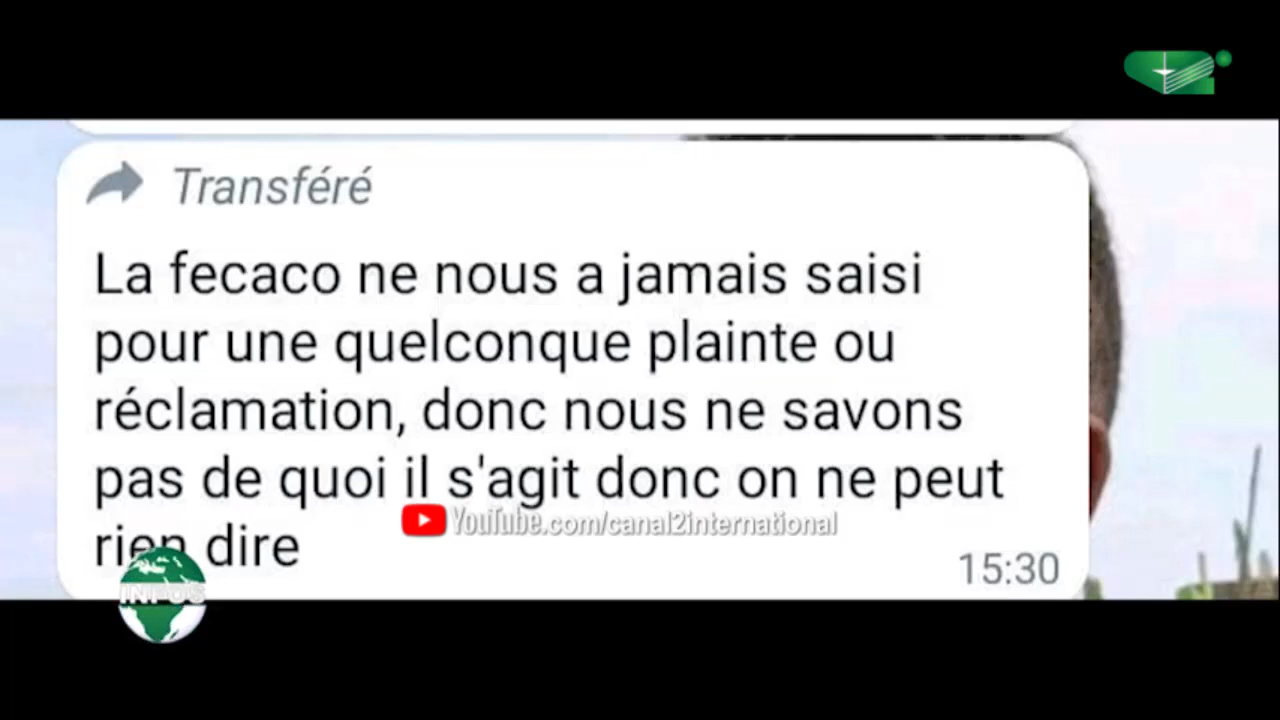 Transféré
La fecaco ne nous a jamais saisi
pour une quelconque plainte ou
réclamation, donc nous ne savons
pas de quoi il s'agit donc on ne peut
rien dire
YouTube.com/canal2international
15:30
INFOS